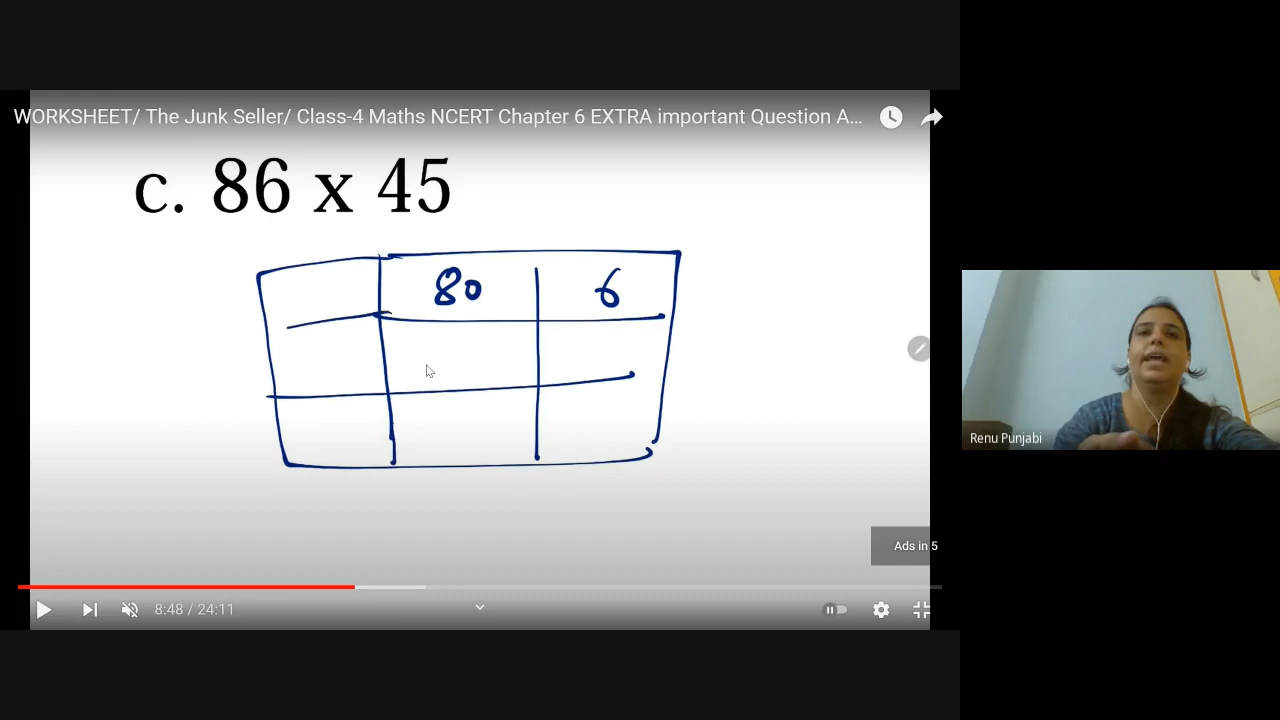 WORKSHEET/ The Junk Seller/ Class-4 Maths NCERT Chapter 6 EXTRA important Question A...
c. 86 x 45
80 6
Renu Punjabi
Ads in 5
8:48 / 24:11